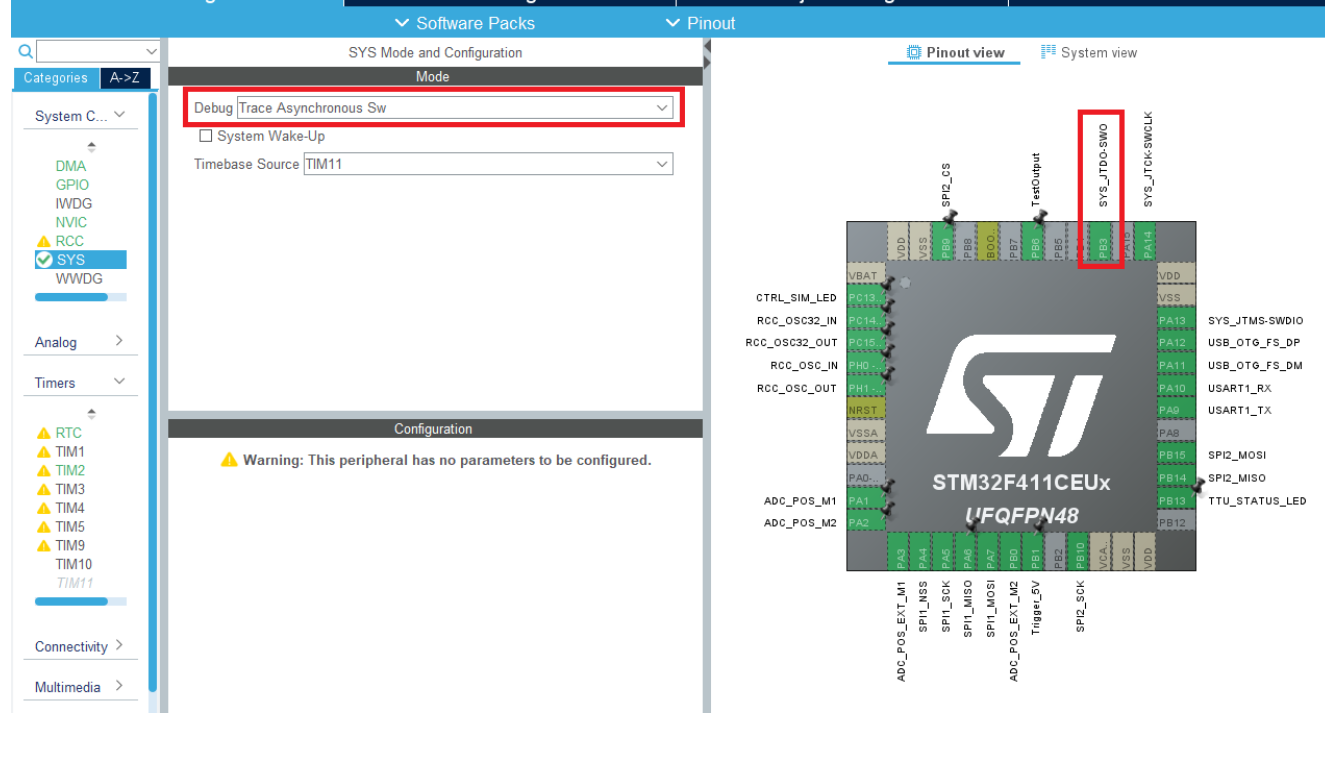 Software Packs
Pinout
SYS Mode and Configuration
Pinout view
System view
Categories
A->Z
Mode
System C...
Debug Trace Asynchronous Sw
System Wake-Up
Timebase Source TIM11
DMA
GPIO
IWDG
NVIC
RCC
SYS
WWDG
Analog
Timers
RTC
TIM1
TIM2
TIM3
TIM4
TIM5
TIM9
TIM10
TIM11
Connectivity
Multimedia
Configuration
Warning: This peripheral has no parameters to be configured.
SPI2_CS
TestOutput
SYS_JTDO-SWO
SYS_JTCK-SWCLK
VDD
VSS
PB9
PB8
BOO...
PB7
PB6
PB5
PB3
PA15
PA14
VBAT
CTRL_SIM_LED
PC13...
RCC_OSC32_IN
PC14...
RCC_OSC32_OUT
PC15...
RCC_OSC_IN
PH0 -...
RCC_OSC_OUT
PH1 -...
NRST
VSSA
VDDA
PA0-...
ADC_POS_M1
PA1
ADC_POS_M2
PA2
VDD
VSS
PA13
SYS_JTMS-SWDIO
PA12
USB_OTG_FS_DP
PA11
USB_OTG_FS_DM
PA10
USART1_RX
PA9
USART1_TX
PA8
PB15
SPI2_MOSI
PB14
SPI2_MISO
PB13
TTU_STATUS_LED
PB12
ST
STM32F411CEUx
UFQFPN48
PA3
PA4
PA5
PA6
PA7
PB0
PB1
PB2
PB10
VCA...
VSS
VDD
ADC_POS_EXT_M1
SPI1_NSS
SPI1_SCK
SPI1_MISO
SPI1_MOSI
ADC_POS_EXT_M2
Trigger_5V
SPI2_SCK